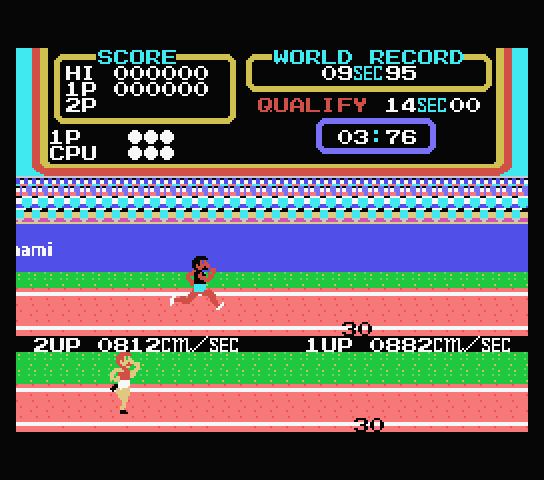 SCORE
HI 000000
1P 000000
2P
WORLD RECORD
09SEC95
QUALIFY 14SEC00
1P
CPU
03:76
nami
30
2UP 0812CM/SEC
1UP 0882CM/SEC
30